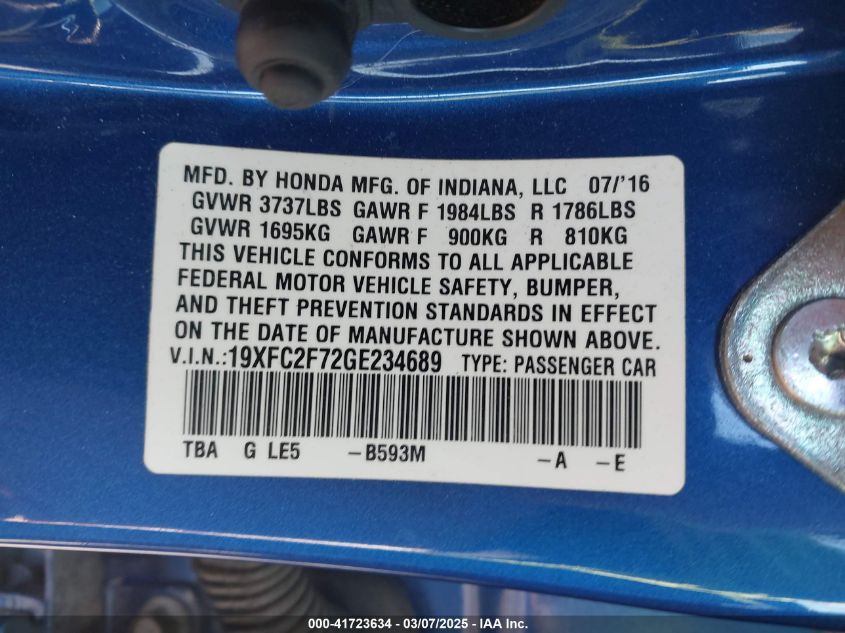 MFD. BY HONDA MFG. OF INDIANA, LLC 07/'16
GVWR 3737LBS GAWR F 1984LBS R 1786LBS
GVWR 1695KG GAWR F 900KG R 810KG
THIS VEHICLE CONFORMS TO ALL APPLICABLE
FEDERAL MOTOR VEHICLE SAFETY, BUMPER,
AND THEFT PREVENTION STANDARDS IN EFFECT
ON THE DATE OF MANUFACTURE SHOWN ABOVE.
V.I.N.:19XFC2F72GE234689 TYPE: PASSENGER CAR
TBA G LE5 -B593M -A -E
000-41723634 - 03/07/2025 - IAA Inc.